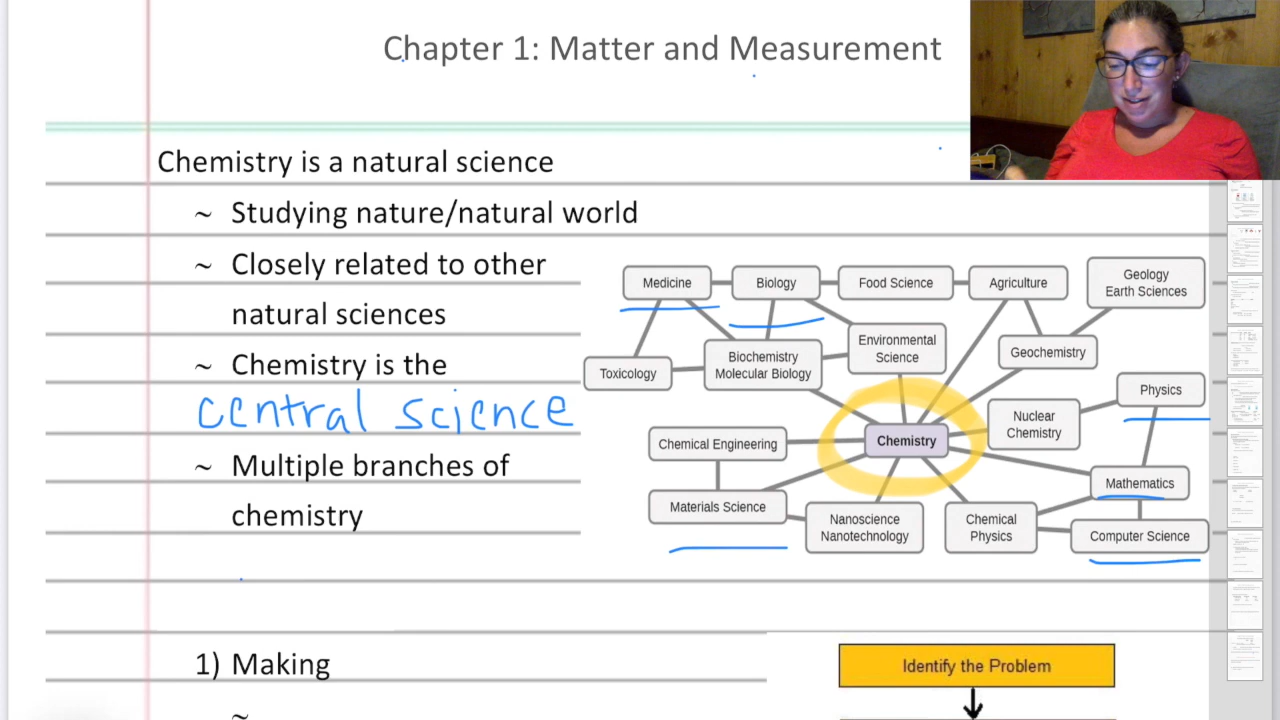 Chapter 1: Matter and Measurement
Chemistry is a natural science
~ Studying nature/natural world
~ Closely related to other
natural sciences
~ Chemistry is the
central science
~ Multiple branches of
chemistry
Medicine
Biology
Food Science
Agriculture
Geology
Earth Sciences
Toxicology
Biochemistry
Molecular Biology
Environmental
Science
Geochemistry
Physics
Chemical Engineering
Chemistry
Nuclear
Chemistry
Mathematics
Materials Science
Nanoscience
Nanotechnology
Chemical
Physics
Computer Science
1) Making
~
Identify the Problem